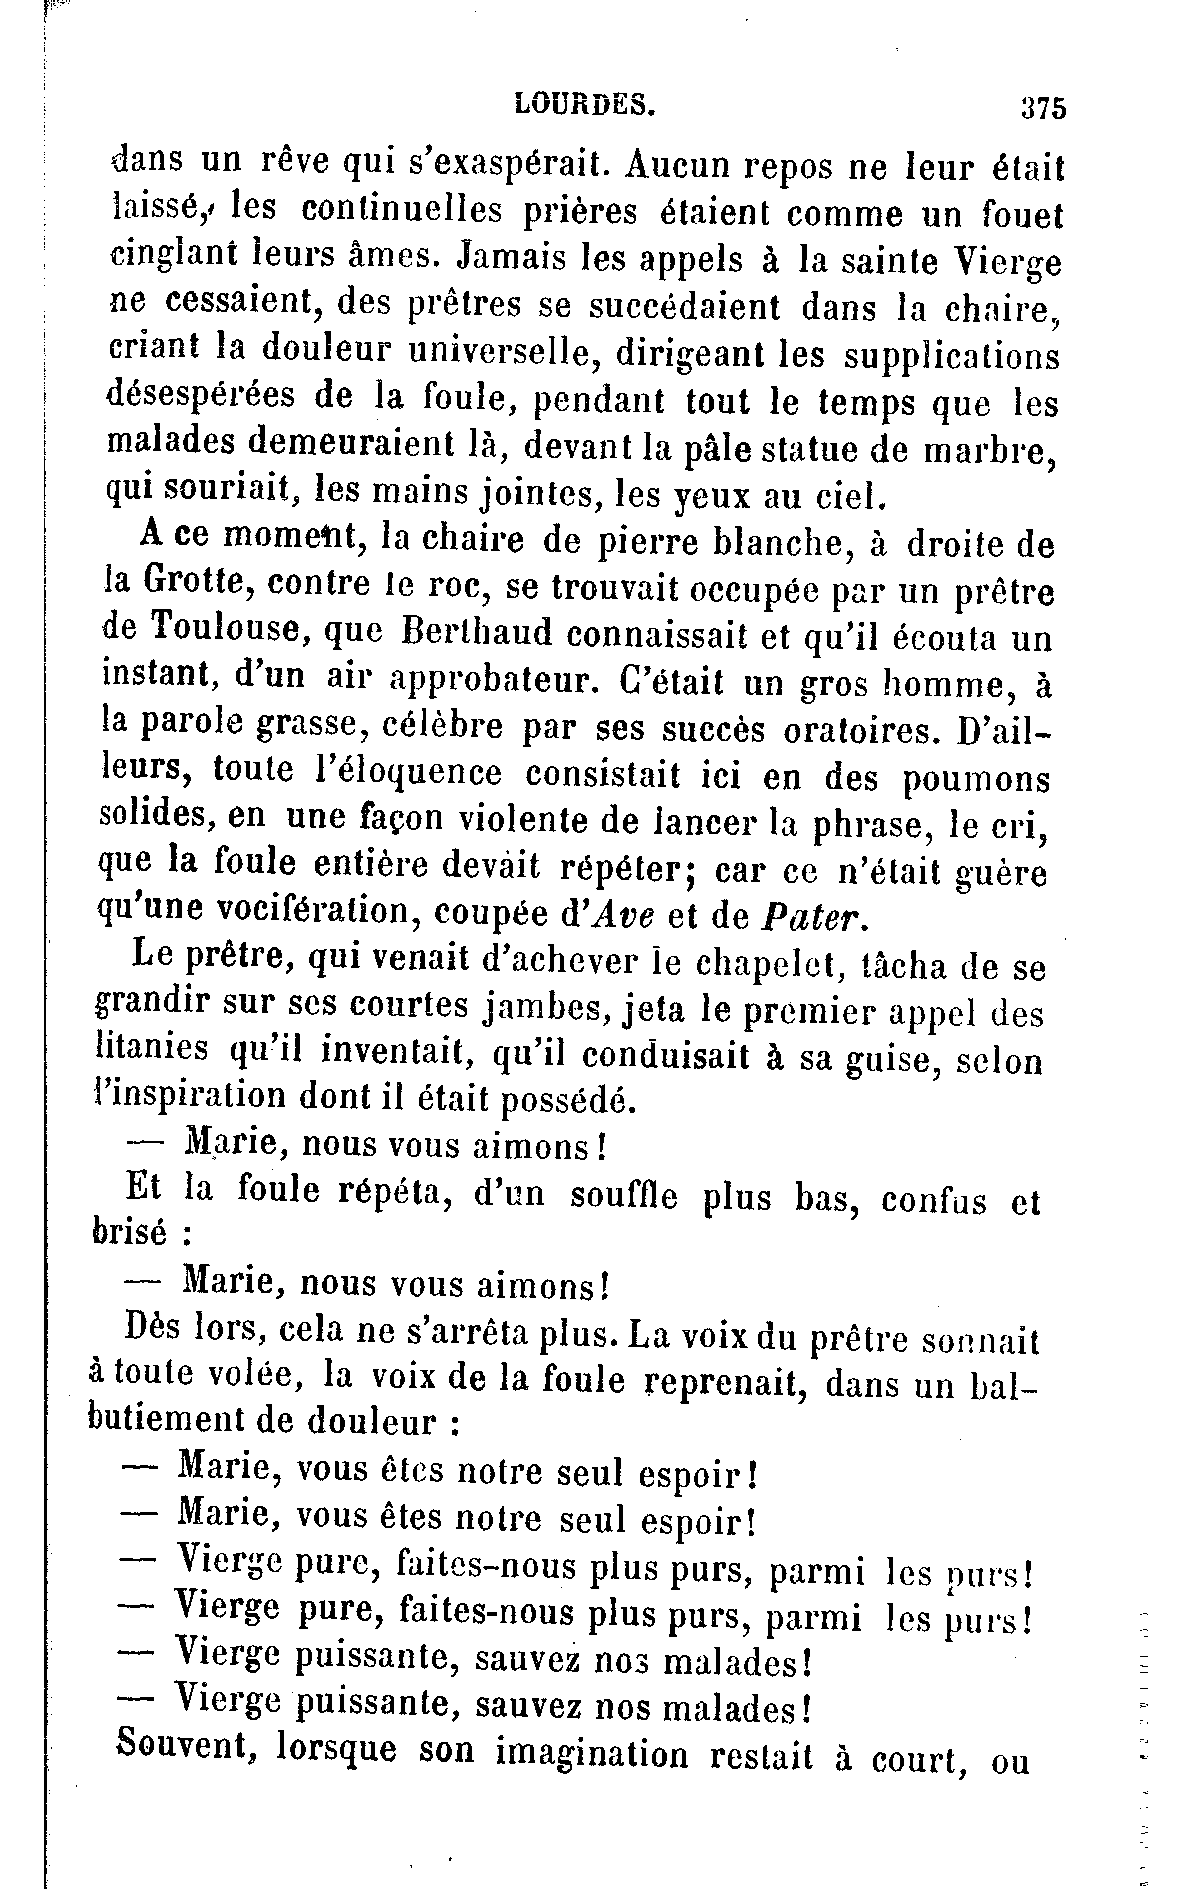 LOURDES. 375
dans un rêve qui s'exaspérait. Aucun repos ne leur était
laissé, les continuelles prières étaient comme un fouet
cinglant leurs âmes. Jamais les appels à la sainte Vierge
ne cessaient, des prêtres se succédaient dans la chaire,
criant la douleur universelle, dirigeant les supplications
désespérées de la foule, pendant tout le temps que les
malades demeuraient là, devant la pâle statue de marbre,
qui souriait, les mains jointes, les yeux au ciel.
A ce moment, la chaire de pierre blanche, à droite de
la Grotte, contre le roc, se trouvait occupée par un prêtre
de Toulouse, que Berthaud connaissait et qu'il écouta un
instant, d'un air approbateur. C'était un gros homme, à
la parole grasse, célèbre par ses succès oratoires. D'ail-
leurs, toute l'éloquence consistait ici en des poumons
solides, en une façon violente de lancer la phrase, le cri,
que la foule entière devait répéter; car ce n'était guère
qu'une vocifération, coupée d'Ave et de Pater.
Le prêtre, qui venait d'achever le chapelet, tâcha de se
grandir sur ses courtes jambes, jeta le premier appel des
litanies qu'il inventait, qu'il conduisait à sa guise, selon
l'inspiration dont il était possédé.
— Marie, nous vous aimons!
Et la foule répéta, d'un souffle plus bas, confus et
brisé :
— Marie, nous vous aimons!
Dès lors, cela ne s'arrêta plus. La voix du prêtre sonnait
à toute volée, la voix de la foule reprenait, dans un bal-
butiement de douleur :
— Marie, vous êtes notre seul espoir!
— Marie, vous êtes notre seul espoir!
— Vierge pure, faites-nous plus purs, parmi les purs!
— Vierge pure, faites-nous plus purs, parmi les purs!
— Vierge puissante, sauvez nos malades!
— Vierge puissante, sauvez nos malades!
Souvent, lorsque son imagination restait à court, ou